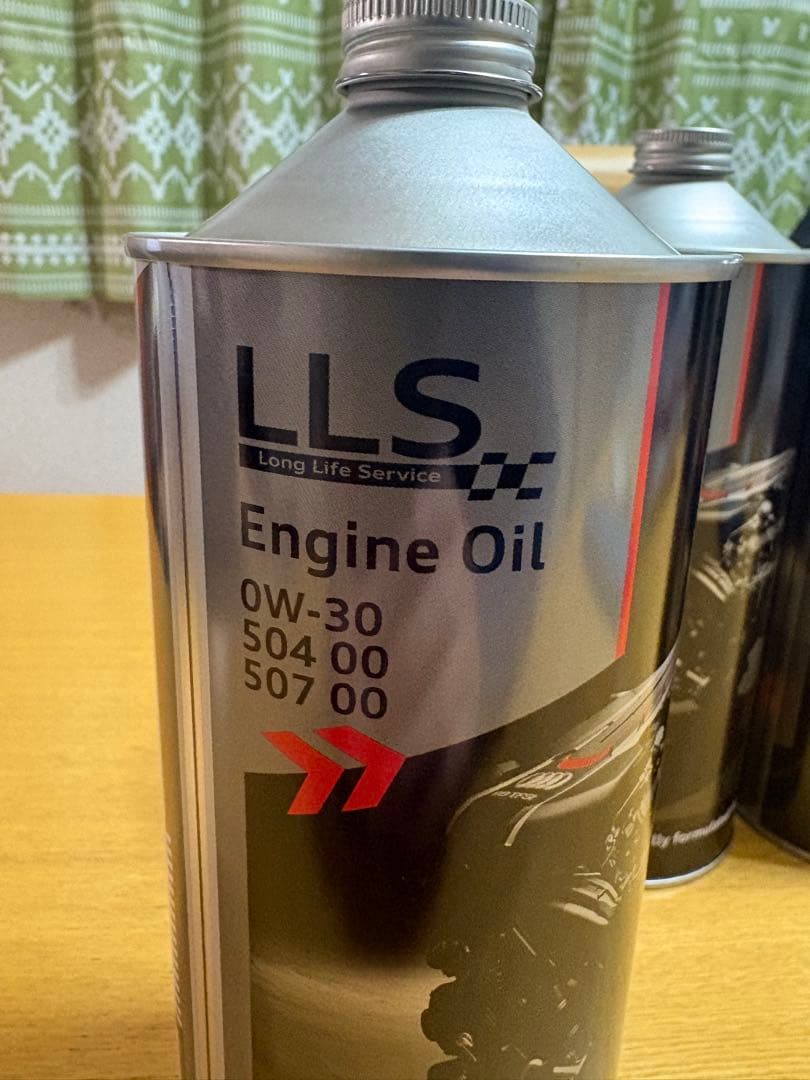 LLS
Long Life Service
Engine Oil
0W-30
504 00
507 00